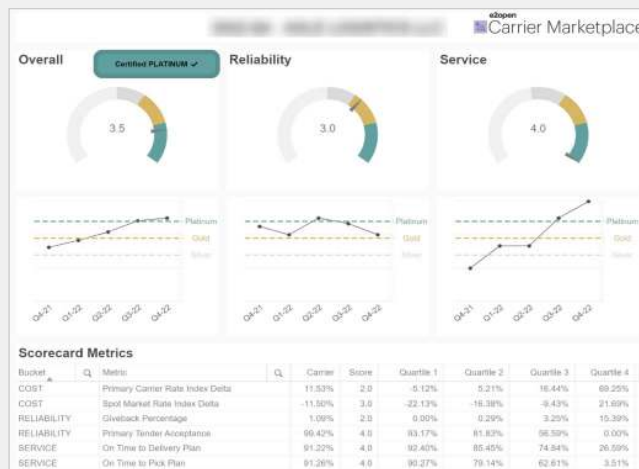 e2open
Carrier Marketplace
Overall
Certified PLATINUM ✓
Reliability
Service
3.5
3.0
4.0
Platinum
Gold
Silver
Q4-21
Q1-22
Q2-22
Q3-22
Q4-22
Platinum
Gold
Silver
Q4-21
Q1-22
Q2-22
Q3-22
Q4-22
Platinum
Gold
Silver
Q4-21
Q1-22
Q2-22
Q3-22
Q4-22
Scorecard Metrics
Bucket Metric Carrier Score Quartile 1 Quartile 2 Quartile 3 Quartile 4
COST Primary Carrier Rate Index Delta 11.53% 2.0 -5.12% 5.21% 16.44% 69.25%
COST Spot Market Rate Index Delta -11.50% 3.0 -22.13% -16.38% -9.43% 21.69%
RELIABILITY Giveback Percentage 1.09% 2.0 0.00% 0.29% 3.25% 15.39%
RELIABILITY Primary Tender Acceptance 99.42% 4.0 93.17% 81.83% 56.59% 0.00%
SERVICE On Time to Delivery Plan 91.22% 4.0 92.40% 85.45% 74.84% 26.59%
SERVICE On Time to Pick Plan 91.26% 4.0 90.27% 79.14% 62.61% 3.51%